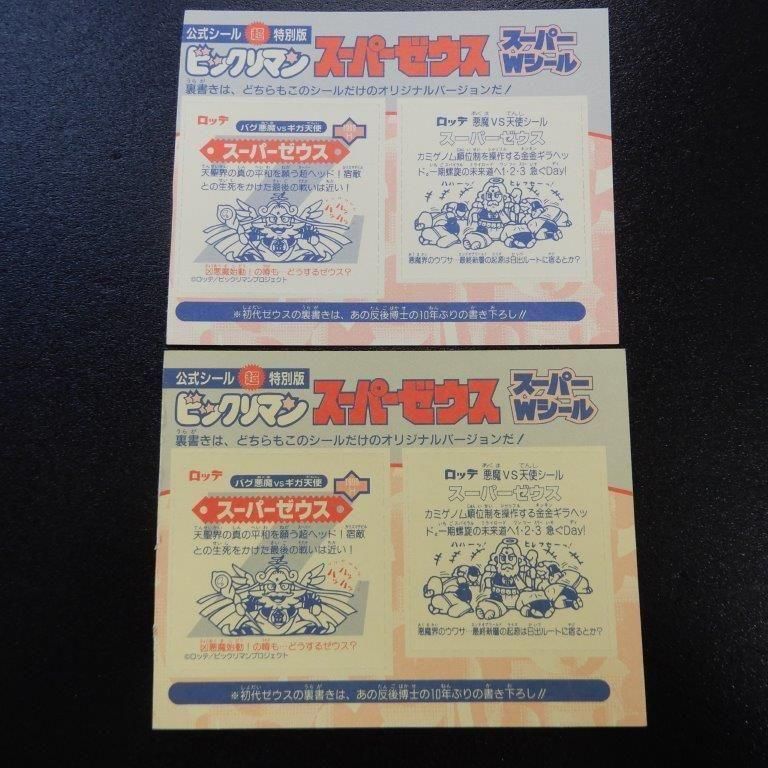 公式シール 超 特別版
ビックリマン スーパーゼウス スーパーWシール
裏書きは、どちらもこのシールだけのオリジナルバージョンだ!
ロッテ
バグ悪魔vsギガ天使
スーパーゼウス
天聖界の真の平和を願う超ヘッド!宿敵
との生死をかけた最後の戦いは近い!
ハッハッハッ
凶悪魔始動!の噂も…どうするゼウス?
©ロッテ/ビックリマンプロジェクト
ロッテ 悪魔VS天使シール
スーパーゼウス
カミゲノム順位制を操作する金金ギラヘッ
ド。一期螺旋の未来道へ1・2・3 急ぐDay!
ハハハーッ! ヒレフセーッ!
悪魔界のウワサ…最終新層の起原は日出ルートに宿るとか?
※初代ゼウスの裏書きは、あの反後博士の10年ぶりの書き下ろし!!
公式シール 超 特別版
ビックリマン スーパーゼウス スーパーWシール
裏書きは、どちらもこのシールだけのオリジナルバージョンだ!
ロッテ
バグ悪魔vsギガ天使
スーパーゼウス
天聖界の真の平和を願う超ヘッド!宿敵
との生死をかけた最後の戦いは近い!
ハッハッハッ
凶悪魔始動!の噂も…どうするゼウス?
©ロッテ/ビックリマンプロジェクト
ロッテ 悪魔VS天使シール
スーパーゼウス
カミゲノム順位制を操作する金金ギラヘッ
ド。一期螺旋の未来道へ1・2・3 急ぐDay!
ハハハーッ! ヒレフセーッ!
悪魔界のウワサ…最終新層の起原は日出ルートに宿るとか?
※初代ゼウスの裏書きは、あの反後博士の10年ぶりの書き下ろし!!